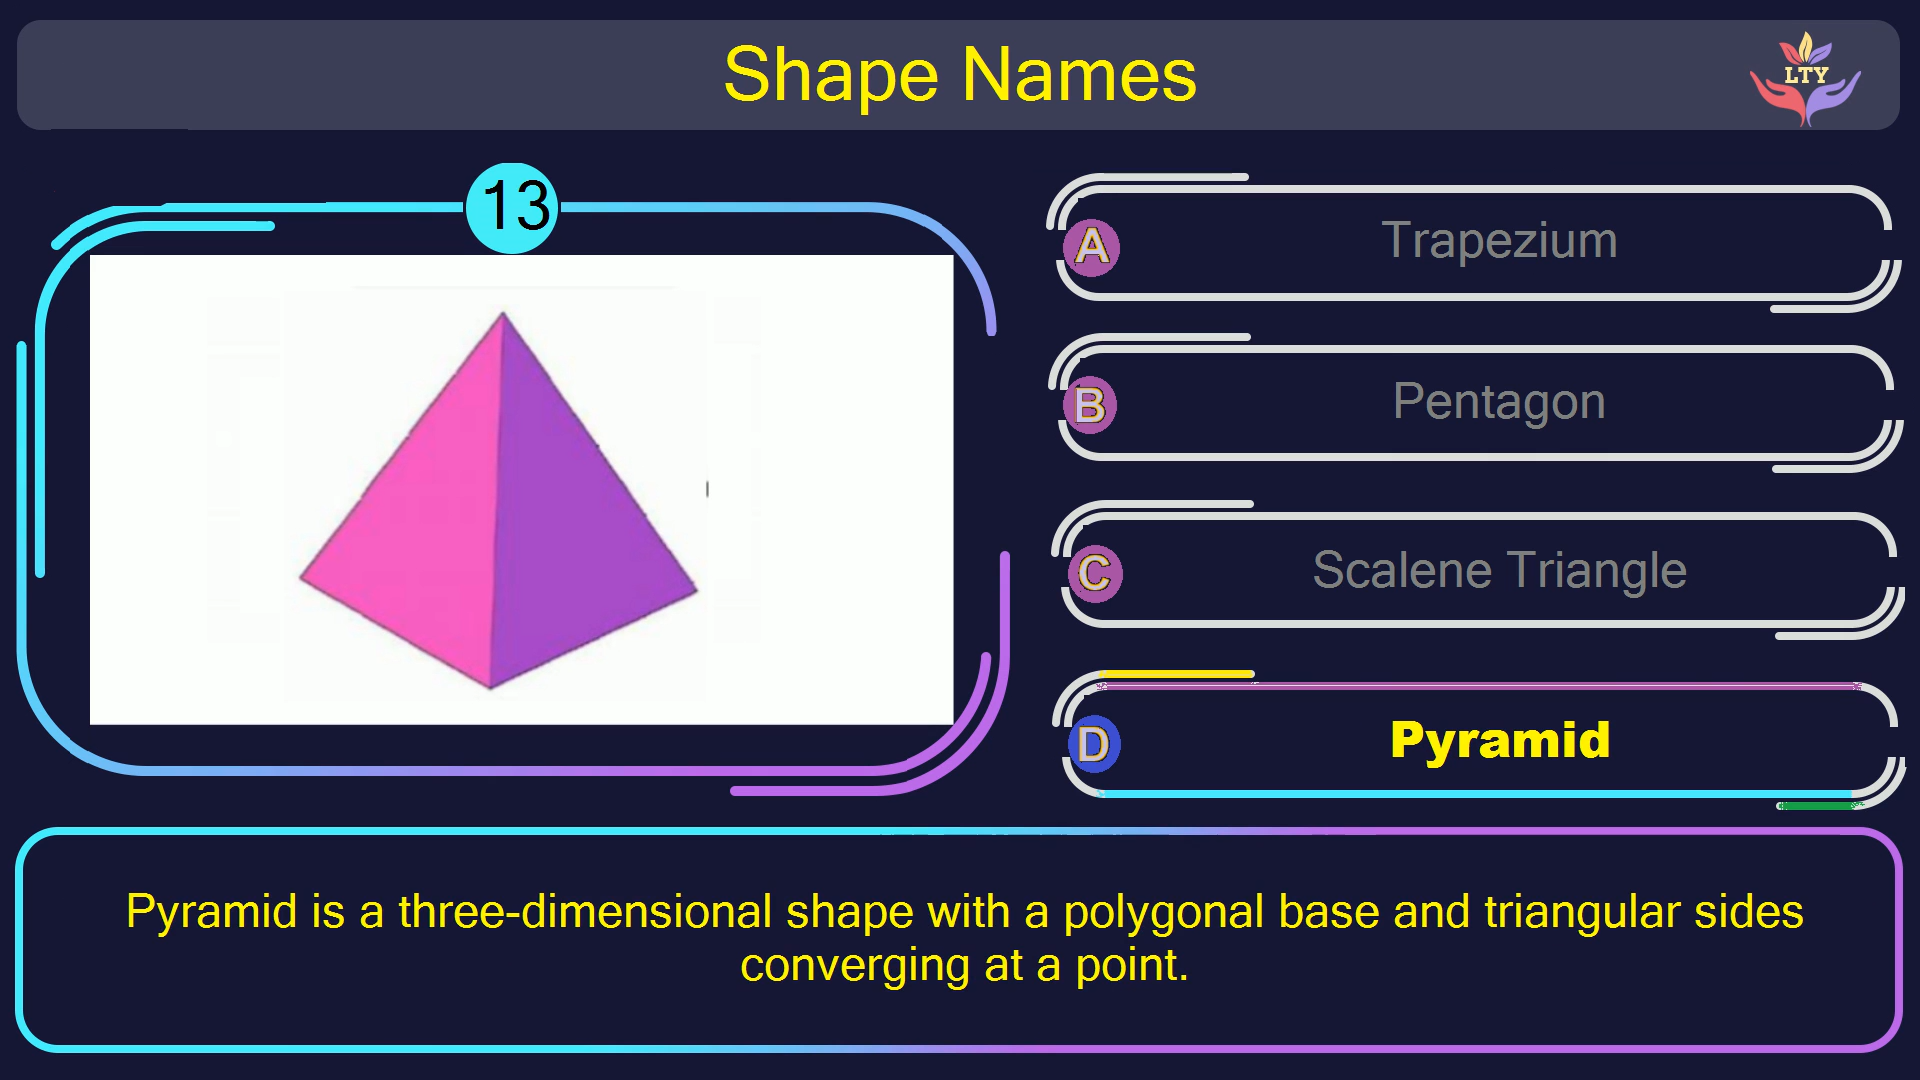 Shape Names
LTY
13
A
Trapezium
B
Pentagon
C
Scalene Triangle
D
Pyramid
Pyramid is a three-dimensional shape with a polygonal base and triangular sides
converging at a point.